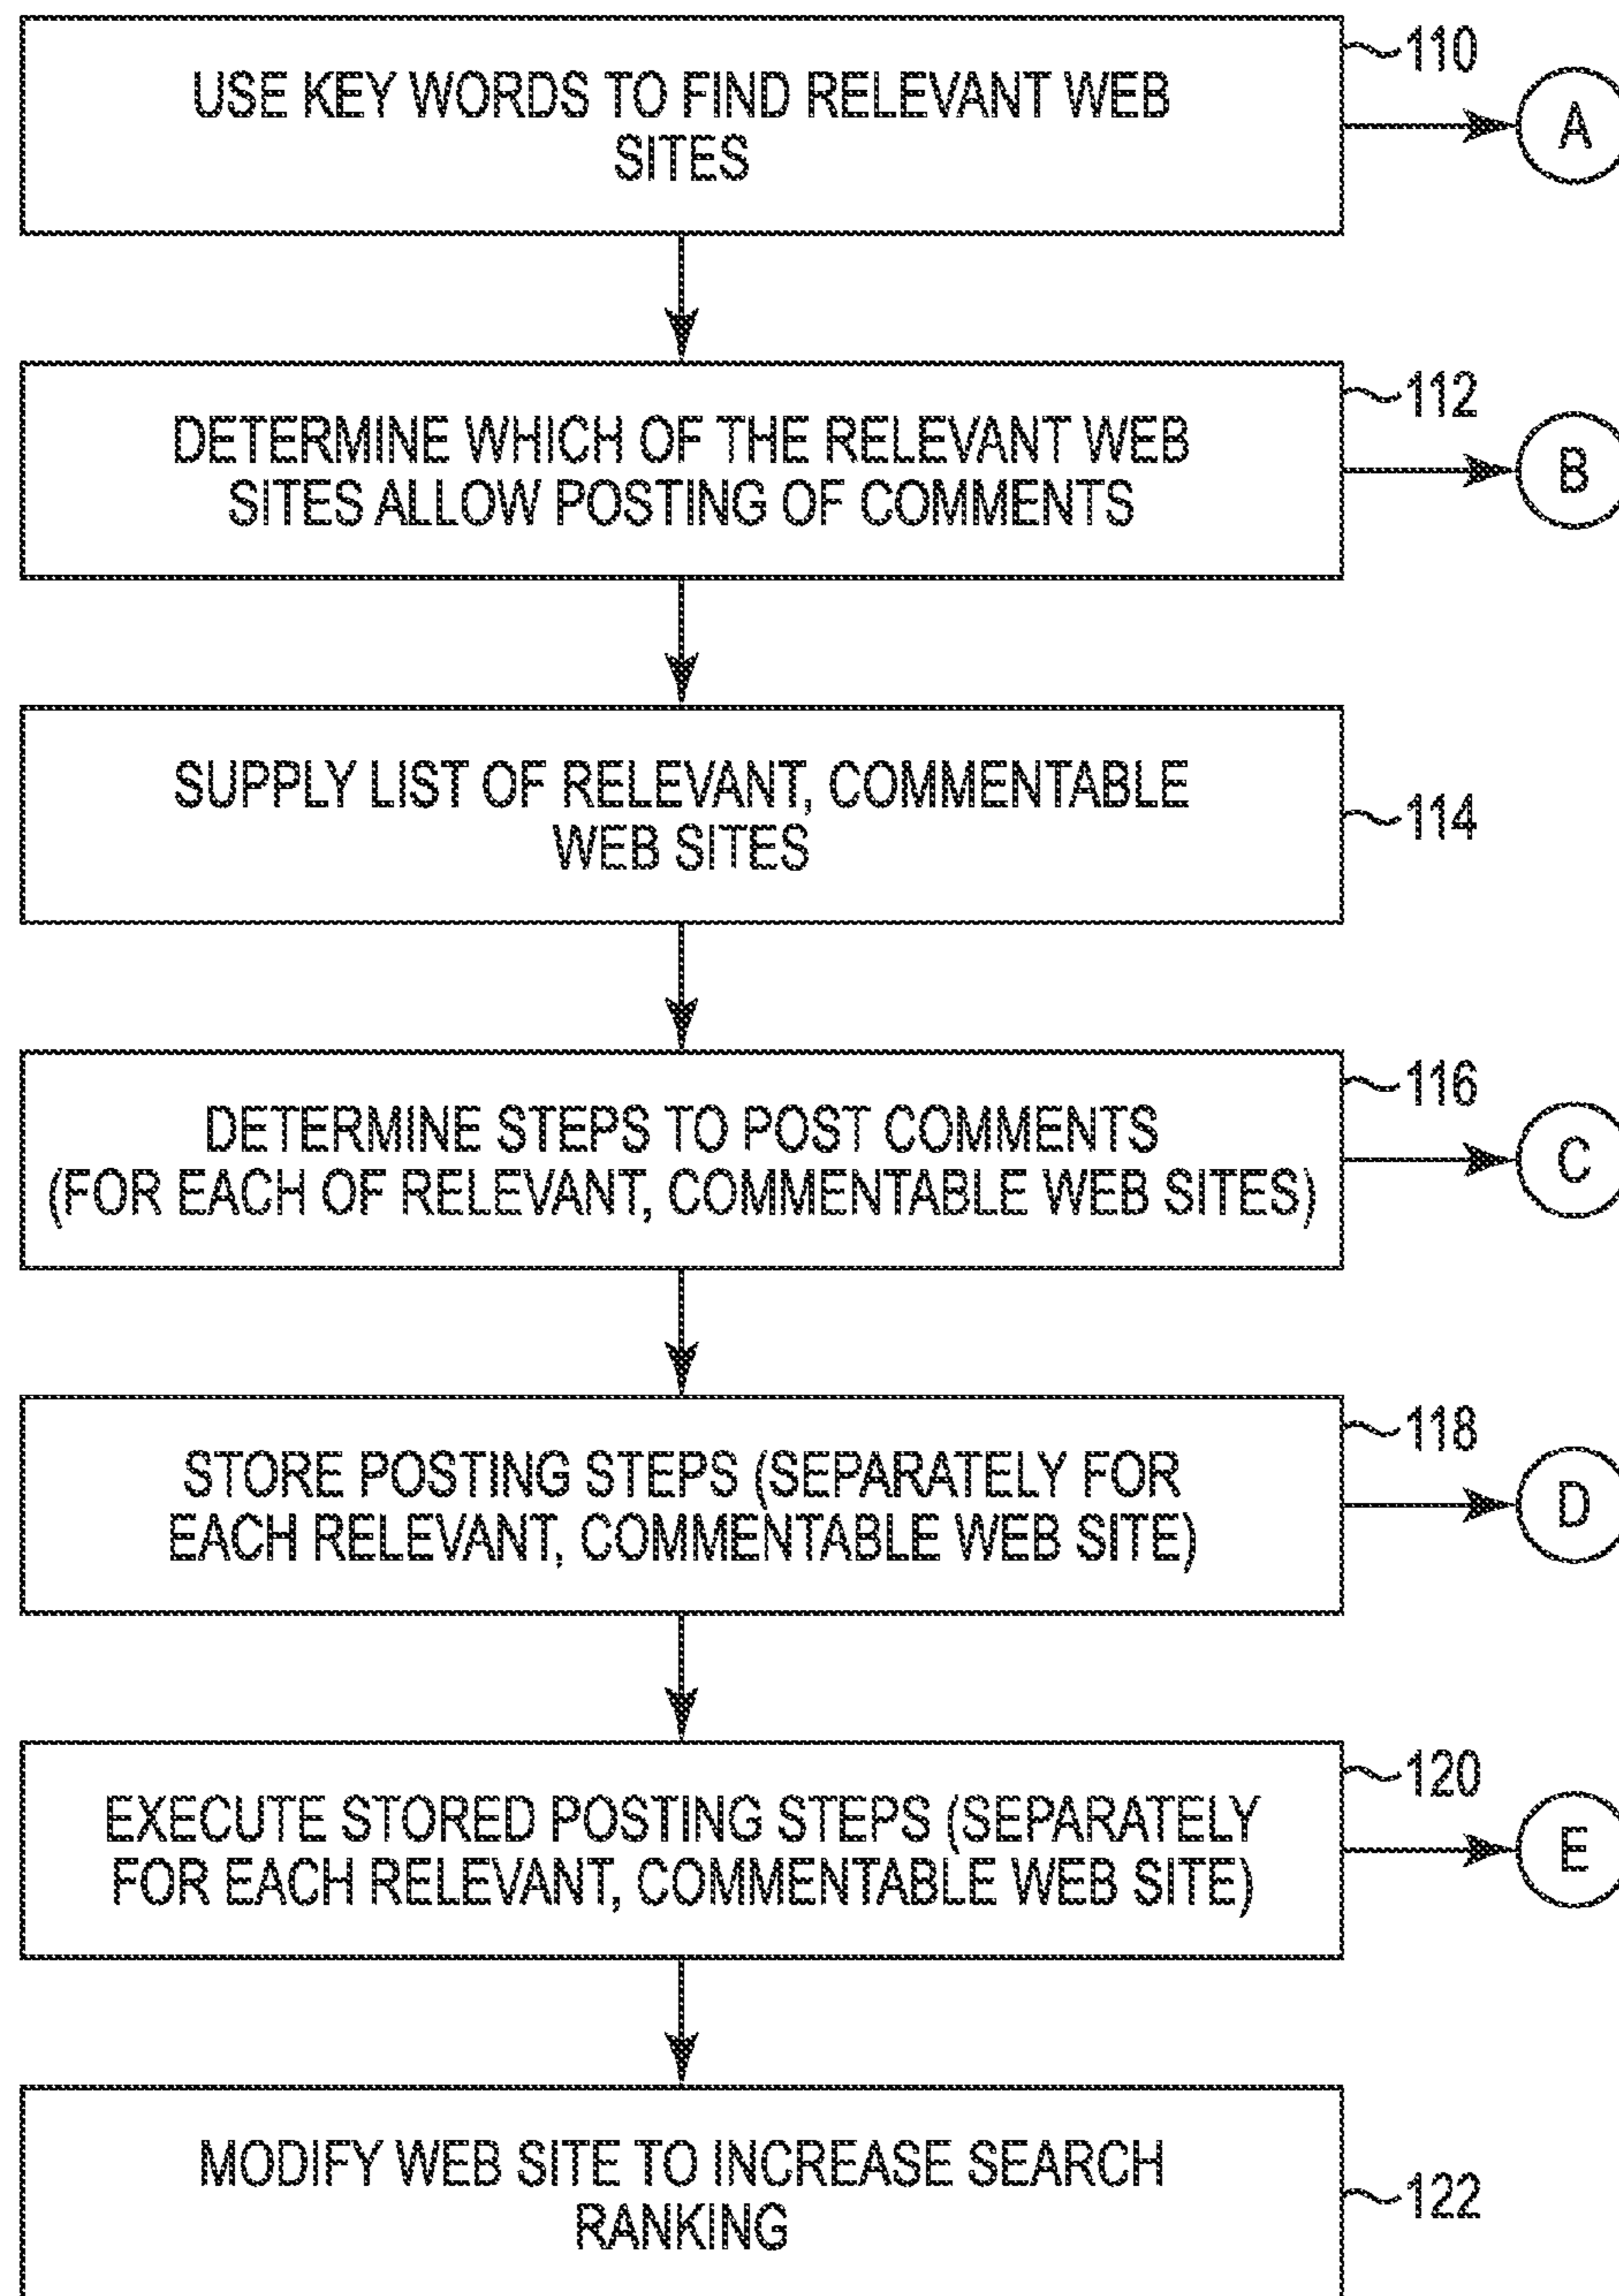 USE KEY WORDS TO FIND RELEVANT WEB
SITES
110
A
DETERMINE WHICH OF THE RELEVANT WEB
SITES ALLOW POSTING OF COMMENTS
112
B
SUPPLY LIST OF RELEVANT, COMMENTABLE
WEB SITES
114
DETERMINE STEPS TO POST COMMENTS
(FOR EACH OF RELEVANT, COMMENTABLE WEB SITES)
116
C
STORE POSTING STEPS (SEPARATELY FOR
EACH RELEVANT, COMMENTABLE WEB SITE)
118
D
EXECUTE STORED POSTING STEPS (SEPARATELY
FOR EACH RELEVANT, COMMENTABLE WEB SITE)
120
E
MODIFY WEB SITE TO INCREASE SEARCH
RANKING
122